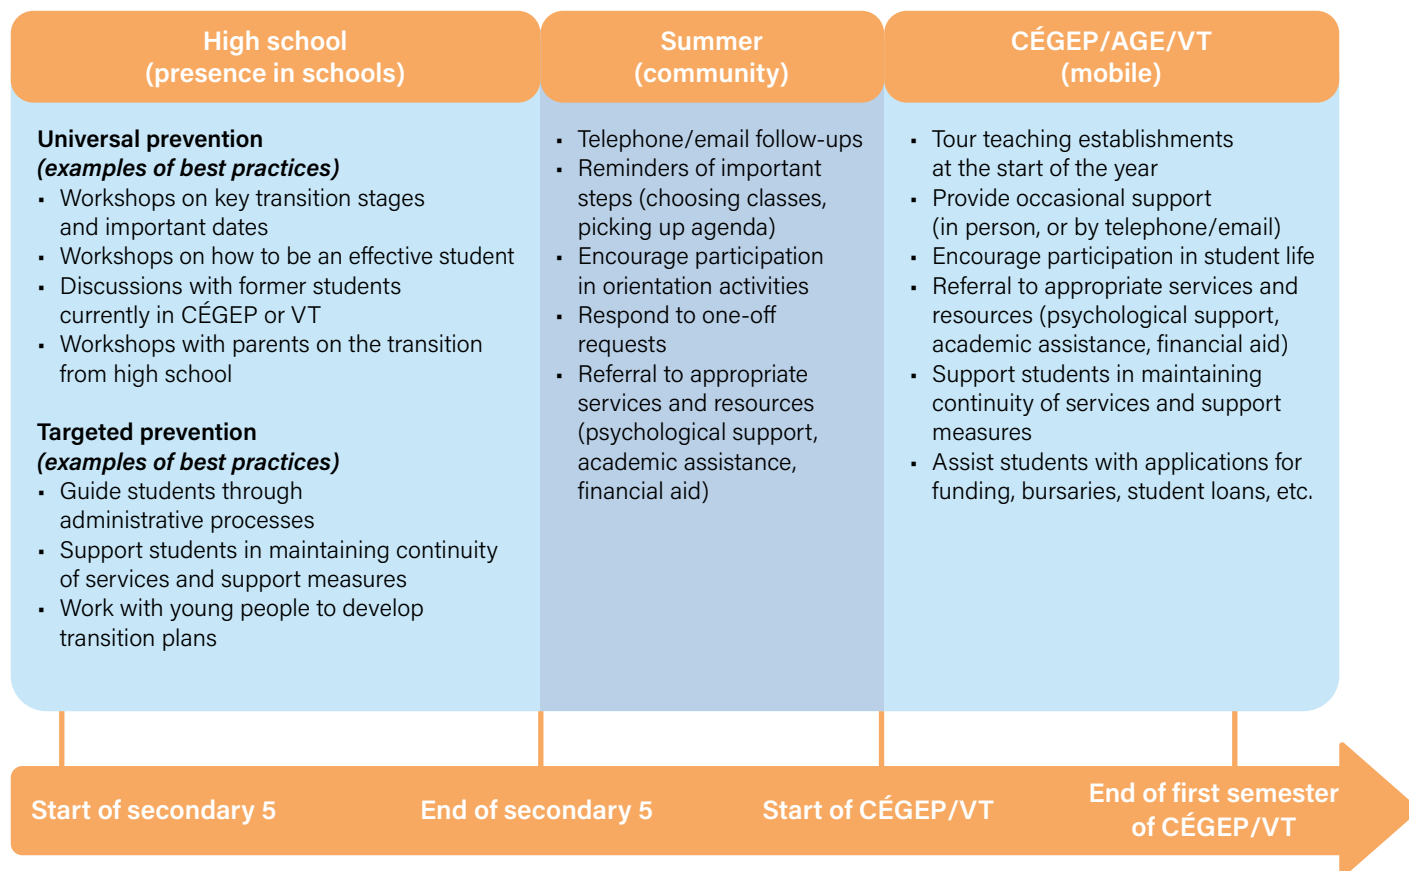 High school
(presence in schools)
Universal prevention
(examples of best practices)
▪ Workshops on key transition stages
and important dates
▪ Workshops on how to be an effective student
▪ Discussions with former students
currently in CÉGEP or VT
▪ Workshops with parents on the transition
from high school
Targeted prevention
(examples of best practices)
▪ Guide students through
administrative processes
▪ Support students in maintaining continuity
of services and support measures
▪ Work with young people to develop
transition plans
Summer
(community)
▪ Telephone/email follow-ups
▪ Reminders of important
steps (choosing classes,
picking up agenda)
▪ Encourage participation
in orientation activities
▪ Respond to one-off
requests
▪ Referral to appropriate
services and resources
(psychological support,
academic assistance,
financial aid)
CÉGEP/AGE/VT
(mobile)
▪ Tour teaching establishments
at the start of the year
▪ Provide occasional support
(in person, or by telephone/email)
▪ Encourage participation in student life
▪ Referral to appropriate services and
resources (psychological support,
academic assistance, financial aid)
▪ Support students in maintaining
continuity of services and support
measures
▪ Assist students with applications for
funding, bursaries, student loans, etc.
Start of secondary 5
End of secondary 5
Start of CÉGEP/VT
End of first semester
of CÉGEP/VT